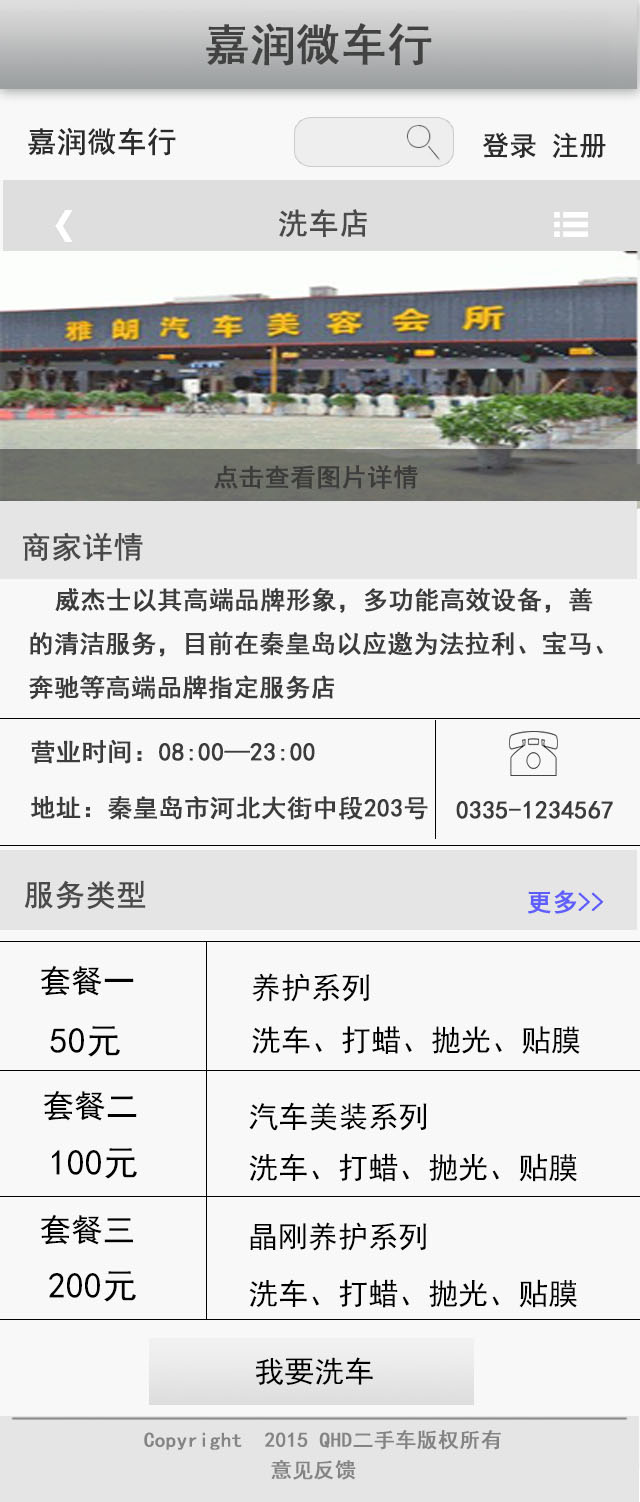 嘉润微车行
嘉润微车行 登录 注册
洗车店
雅朗汽车美容会所
点击查看图片详情
商家详情
威杰士以其高端品牌形象，多功能高效设备，善
的清洁服务，目前在秦皇岛以应邀为法拉利、宝马、
奔驰等高端品牌指定服务店
营业时间：08:00—23:00
地址：秦皇岛市河北大街中段203号
0335-1234567
服务类型
更多>>
套餐一
50元
养护系列
洗车、打蜡、抛光、贴膜
套餐二
100元
汽车美装系列
洗车、打蜡、抛光、贴膜
套餐三
200元
晶刚养护系列
洗车、打蜡、抛光、贴膜
我要洗车
Copyright 2015 QHD二手车版权所有
意见反馈